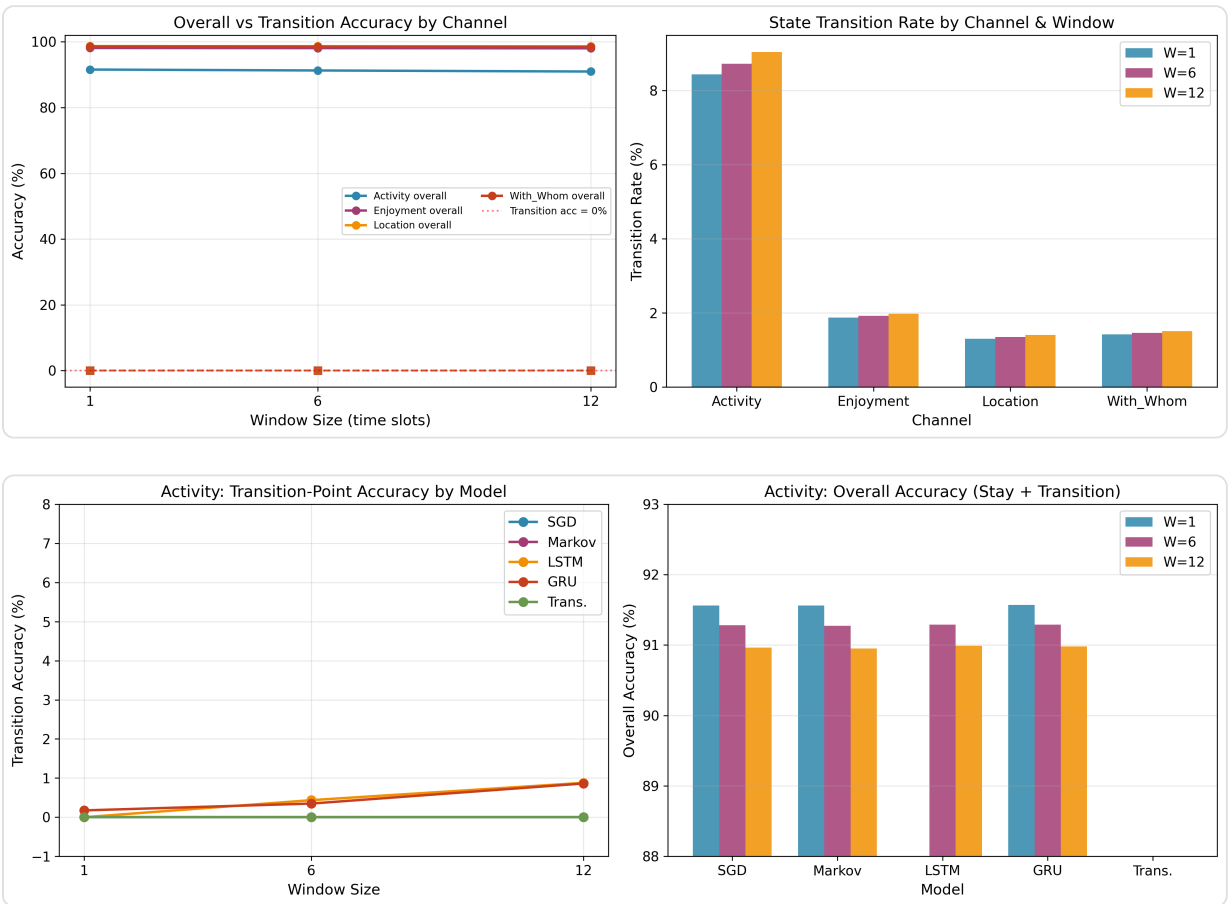 Overall vs Transition Accuracy by Channel
Accuracy (%)
100
80
60
40
20
0
1
6
12
Window Size (time slots)
Activity overall
Enjoyment overall
Location overall
With_Whom overall
Transition acc = 0%
State Transition Rate by Channel & Window
Transition Rate (%)
8
6
4
2
0
Activity
Enjoyment
Location
With_Whom
Channel
W=1
W=6
W=12
Activity: Transition-Point Accuracy by Model
Transition Accuracy (%)
8
7
6
5
4
3
2
1
0
−1
1
6
12
Window Size
SGD
Markov
LSTM
GRU
Trans.
Activity: Overall Accuracy (Stay + Transition)
Overall Accuracy (%)
93
92
91
90
89
88
SGD
Markov
LSTM
GRU
Trans.
Model
W=1
W=6
W=12